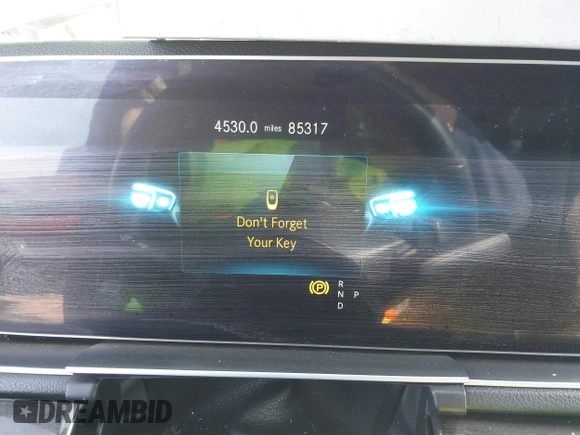 4530.0 miles 85317
Don't Forget
Your Key
(P)
R
N P
D
DREAMBID